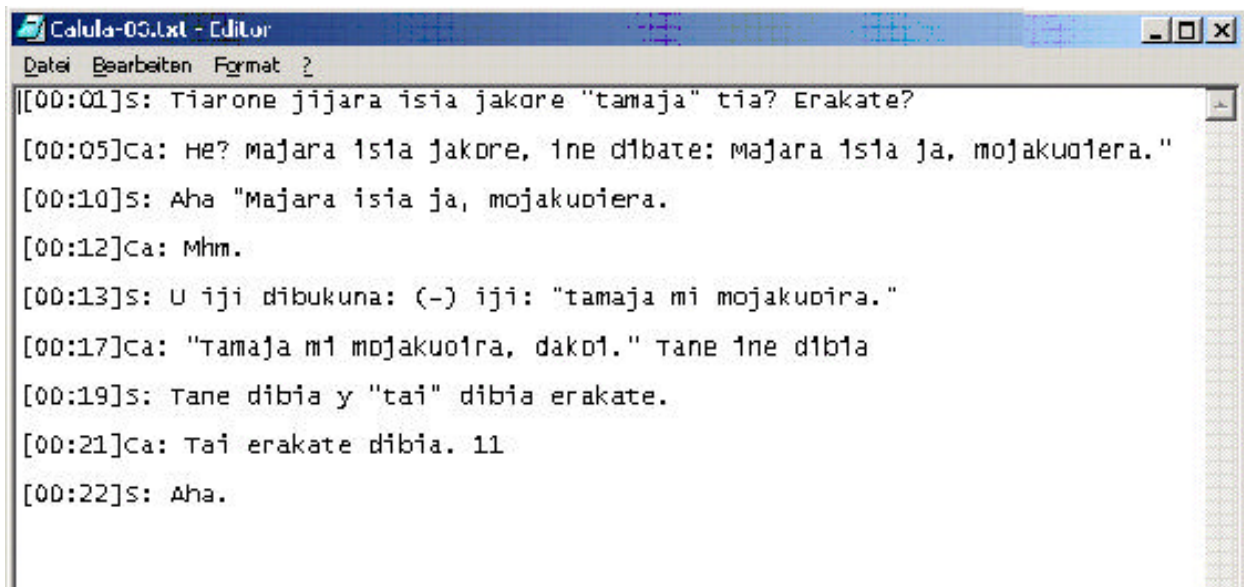 Calula-03.txt - Editor
Datei Bearbeiten Format ?
[00:01]S: Tiarone jijara isia jakore "tamaja" tia? Erakate?
[00:05]Ca: He? Majara isia jakore, ine dibate: Majara isia ja, mojakuoiera."
[00:10]S: Aha "Majara isia ja, mojakuoiera.
[00:12]Ca: Mhm.
[00:13]S: U iji dibukuna: (-) iji: "tamaja mi mojakuoira."
[00:17]Ca: "Tamaja mi mojakuoira, dakoi." Tane ine dibia
[00:19]S: Tane dibia y "tai" dibia erakate.
[00:21]Ca: Tai erakate dibia. 11
[00:22]S: Aha.